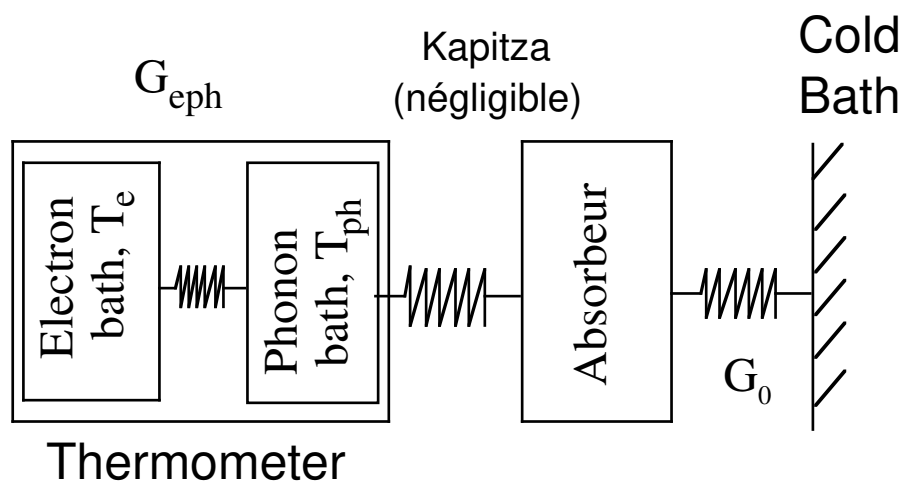 G_eph
Kapitza
(négligible)
Cold
Bath
Electron
bath, T_e
Phonon
bath, T_ph
Absorbeur
G_0
Thermometer